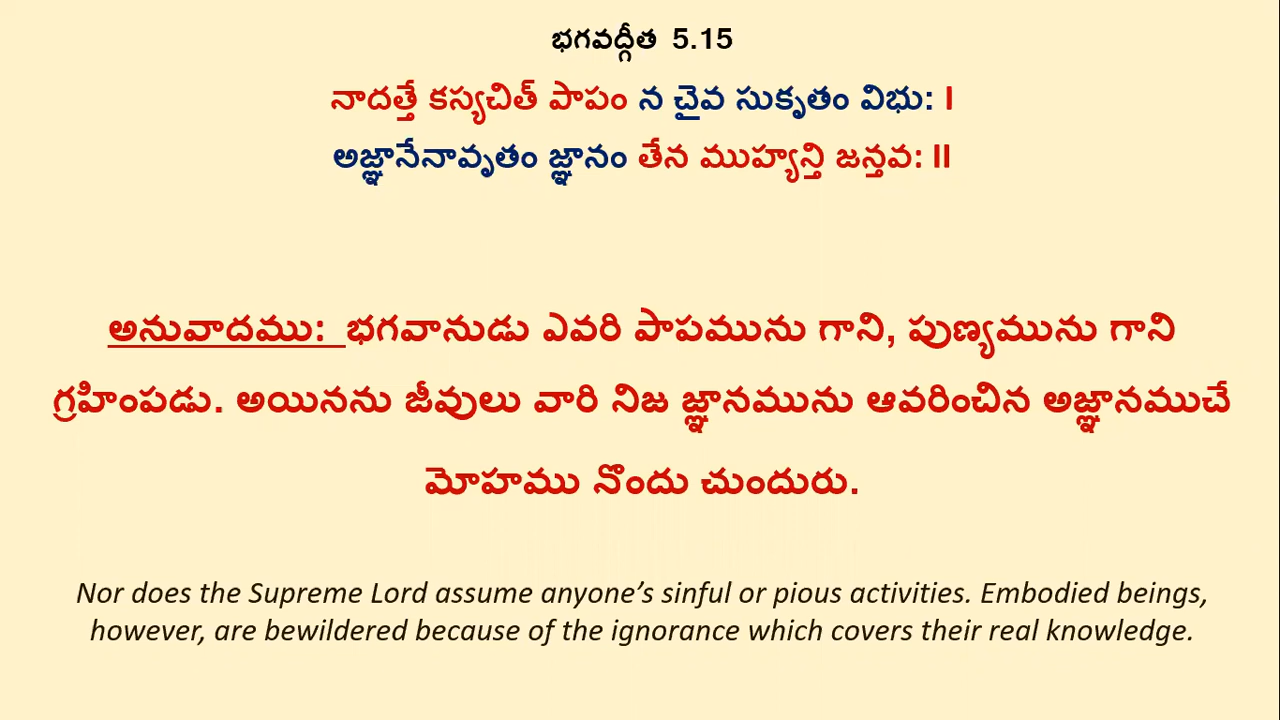 భగవద్గీత 5.15
నాదత్తే కస్యచిత్ పాపం న చైవ సుకృతం విభు: I
అజ్ఞానేనావృతం జ్ఞానం తేన ముహ్యన్తి జన్తవ: II
అనువాదము: భగవానుడు ఎవరి పాపమును గాని, పుణ్యమును గాని
గ్రహింపడు. అయినను జీవులు వారి నిజ జ్ఞానమును ఆవరించిన అజ్ఞానముచే
మోహము నొందు చుందురు.
Nor does the Supreme Lord assume anyone’s sinful or pious activities. Embodied beings,
however, are bewildered because of the ignorance which covers their real knowledge.